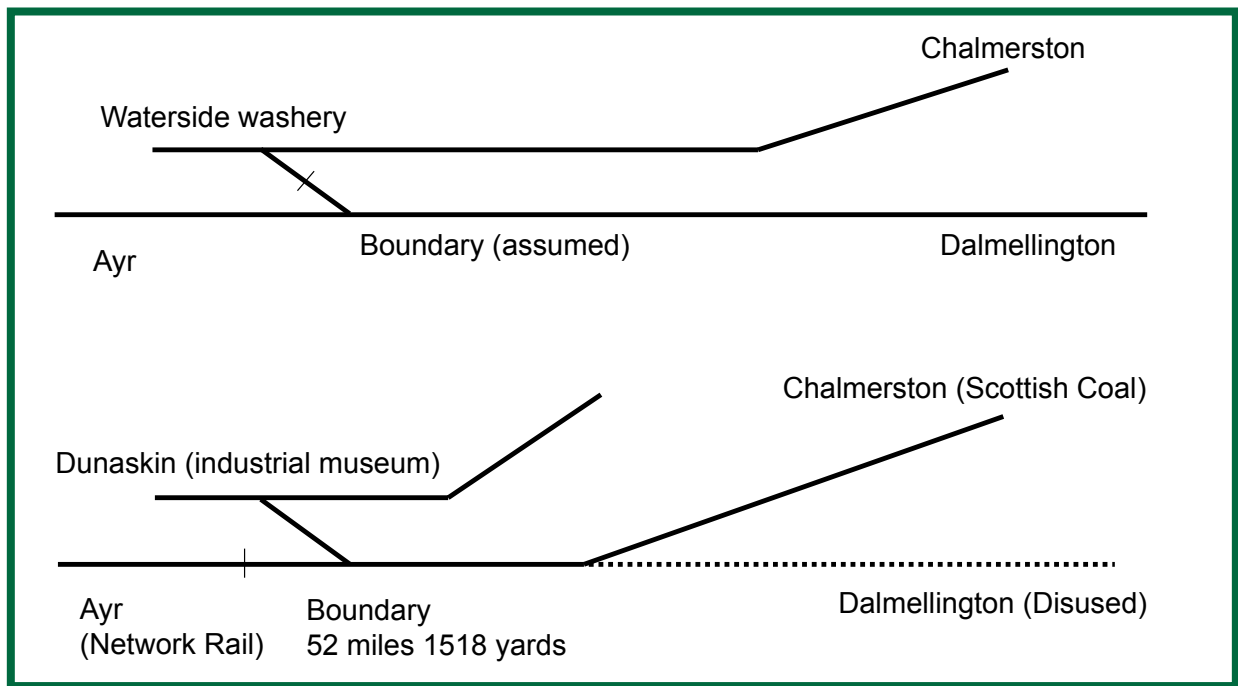 Chalmerston
Waterside washery
Boundary (assumed)
Dalmellington
Ayr
Chalmerston (Scottish Coal)
Dunaskin (industrial museum)
Ayr
(Network Rail)
Boundary
52 miles 1518 yards
Dalmellington (Disused)